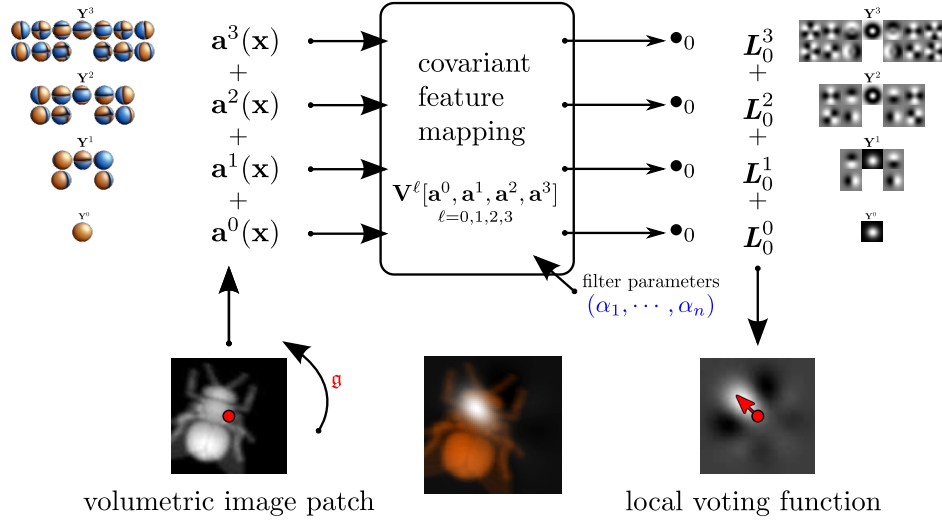 Y³
a³(x)
+
Y²
a²(x)
+
Y¹
a¹(x)
+
Y⁰
a⁰(x)
covariant
feature
mapping
V^ℓ[a⁰, a¹, a², a³]
ℓ=0,1,2,3
•₀
•₀
•₀
•₀
L₀³
+
L₀²
+
L₀¹
+
L₀⁰
Y³
Y²
Y¹
Y⁰
filter parameters
(α₁, ⋯ , αₙ)
𝔤
volumetric image patch
local voting function